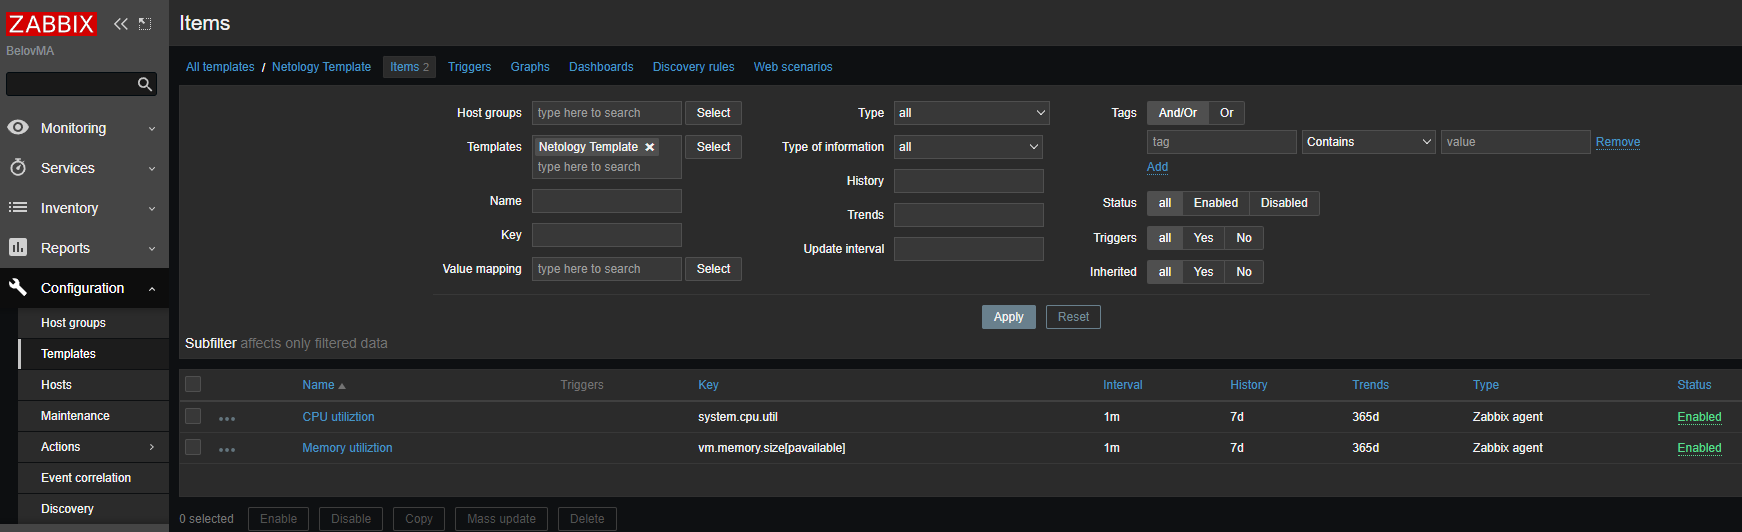 ZABBIX
BelovMA
Monitoring
Services
Inventory
Reports
Configuration
Host groups
Templates
Hosts
Maintenance
Actions
Event correlation
Discovery
Items
All templates / Netology Template Items 2 Triggers Graphs Dashboards Discovery rules Web scenarios
Host groups type here to search Select
Templates Netology Template Select
type here to search
Name
Key
Value mapping type here to search Select
Type all
Type of information all
History
Trends
Update interval
Tags And/Or Or
tag Contains value Remove
Add
Status all Enabled Disabled
Triggers all Yes No
Inherited all Yes No
Apply Reset
Subfilter affects only filtered data
Name Triggers Key Interval History Trends Type Status
CPU utiliztion system.cpu.util 1m 7d 365d Zabbix agent Enabled
Memory utiliztion vm.memory.size[pavailable] 1m 7d 365d Zabbix agent Enabled
0 selected Enable Disable Copy Mass update Delete